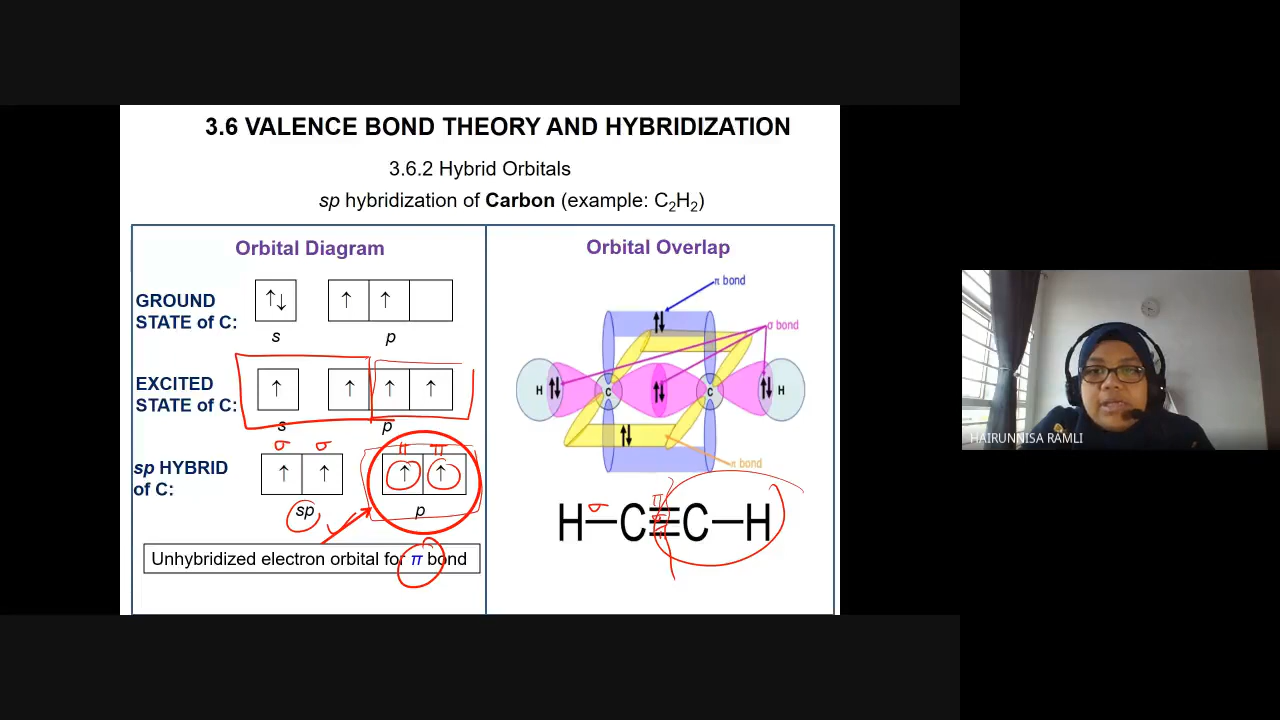 3.6 VALENCE BOND THEORY AND HYBRIDIZATION
3.6.2 Hybrid Orbitals
sp hybridization of Carbon (example: C₂H₂)
Orbital Diagram
GROUND
STATE of C:
↑↓ ↑ ↑
s p
EXCITED
STATE of C:
↑ ↑ ↑ ↑
s p
σ σ π π
sp HYBRID
of C:
↑ ↑ ↑ ↑
sp p
Unhybridized electron orbital for π bond
Orbital Overlap
π bond
σ bond
H C C H
π bond
σ π π
H—C≡C—H
HAIRUNNISA RAMLI